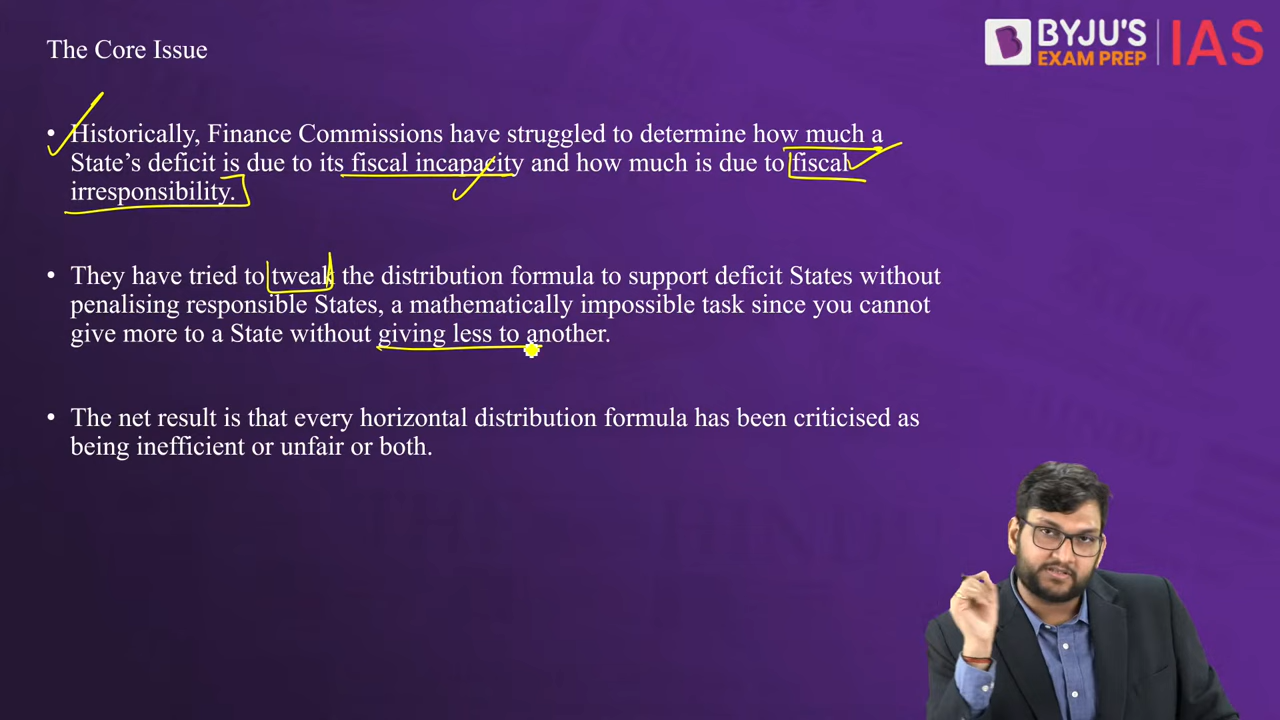 The Core Issue
BYJU'S
EXAM PREP
IAS
• Historically, Finance Commissions have struggled to determine how much a
State’s deficit is due to its fiscal incapacity and how much is due to fiscal
irresponsibility.
• They have tried to tweak the distribution formula to support deficit States without
penalising responsible States, a mathematically impossible task since you cannot
give more to a State without giving less to another.
• The net result is that every horizontal distribution formula has been criticised as
being inefficient or unfair or both.
HINDU